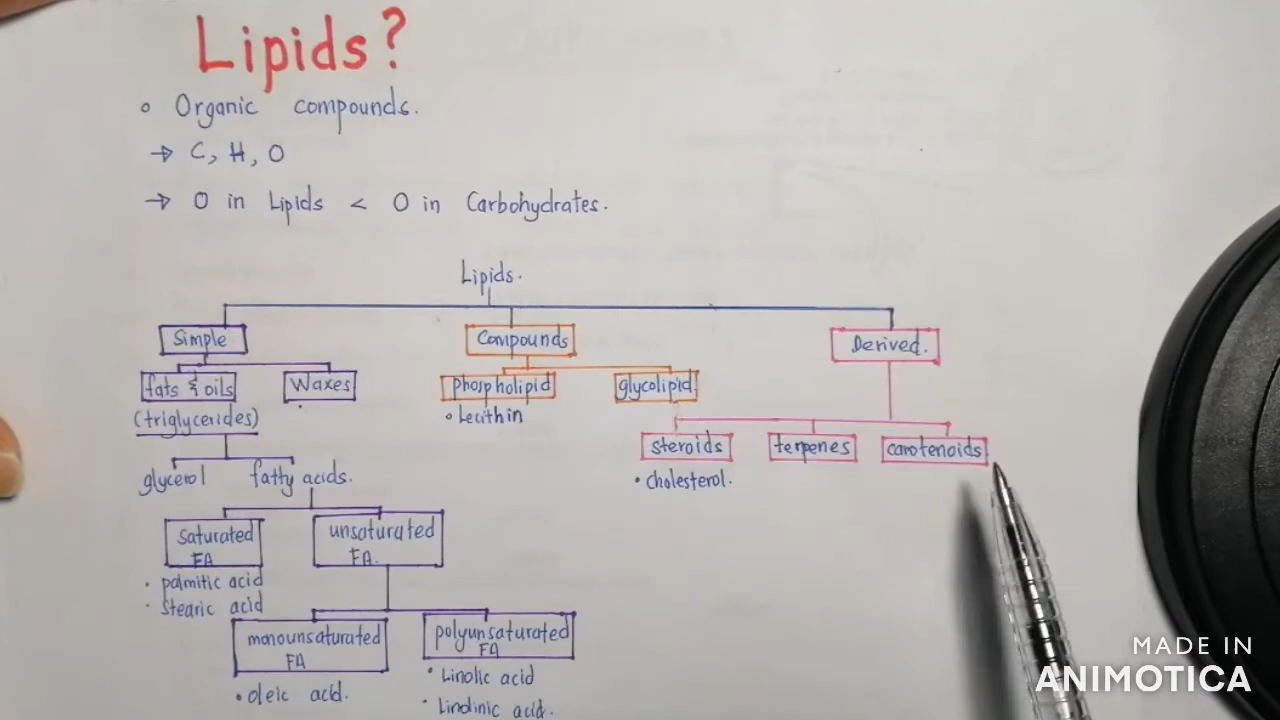 Lipids?
◦ Organic compounds.
→ C, H, O
→ O in Lipids < O in Carbohydrates.
Lipids.
Simple
Compounds
Derived.
fats & oils
Waxes
phospholipid
glycolipid
(triglycerides)
◦ Lecithin
steroids
terpenes
carotenoids
• cholesterol.
glycerol
fatty acids.
saturated
FA
unsaturated
FA.
• palmitic acid
• Stearic acid
monounsaturated
FA
polyunsaturated
FA
• oleic acid.
• Linolic acid
• Linolinic acid.
MADE IN
ANIMOTICA